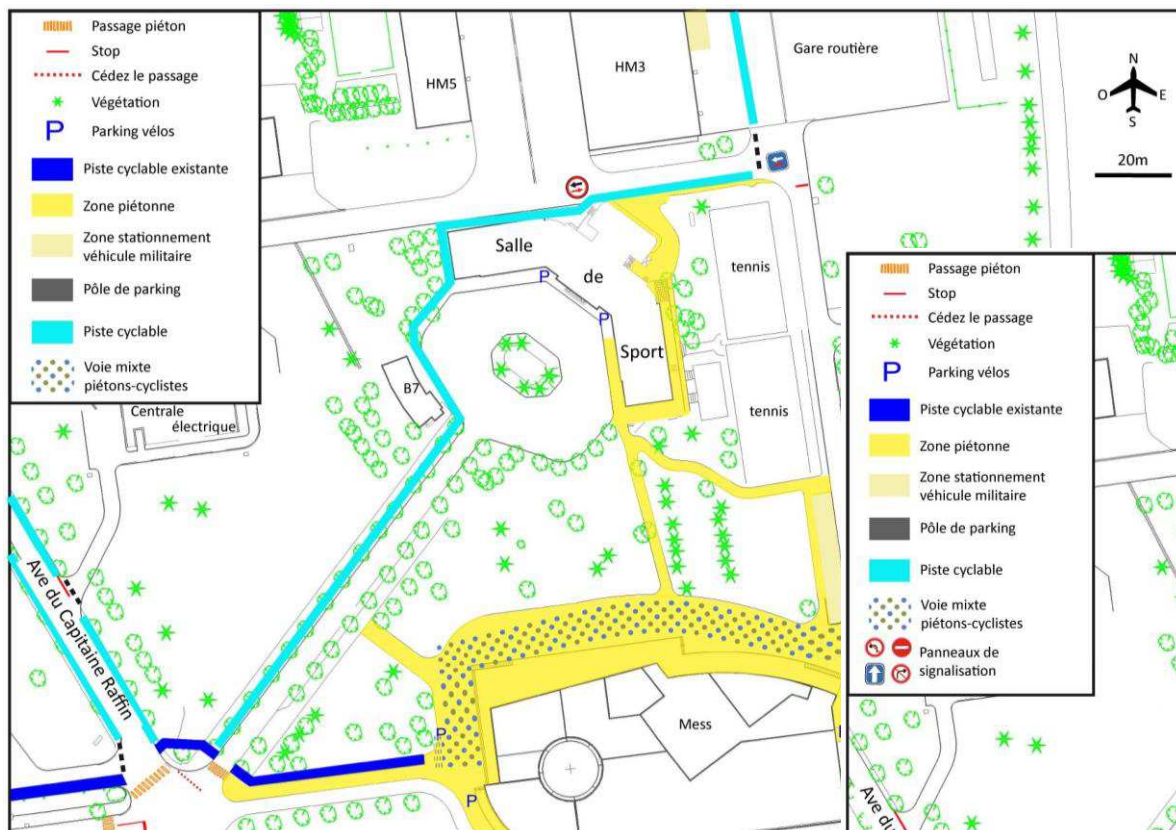 Passage piéton
Stop
Cédez le passage
Végétation
P
Parking vélos
Piste cyclable existante
Zone piétonne
Zone stationnement
véhicule militaire
Pôle de parking
Piste cyclable
Voie mixte
piétons-cyclistes
HM5
HM3
Gare routière
N
O
E
S
20m
Salle
P
de
P
Sport
tennis
tennis
B7
Centrale
électrique
Ave du Capitaine Raffin
Mess
P
P
Passage piéton
Stop
Cédez le passage
Végétation
P
Parking vélos
Piste cyclable existante
Zone piétonne
Zone stationnement
véhicule militaire
Pôle de parking
Piste cyclable
Voie mixte
piétons-cyclistes
Panneaux de
signalisation
Ave du